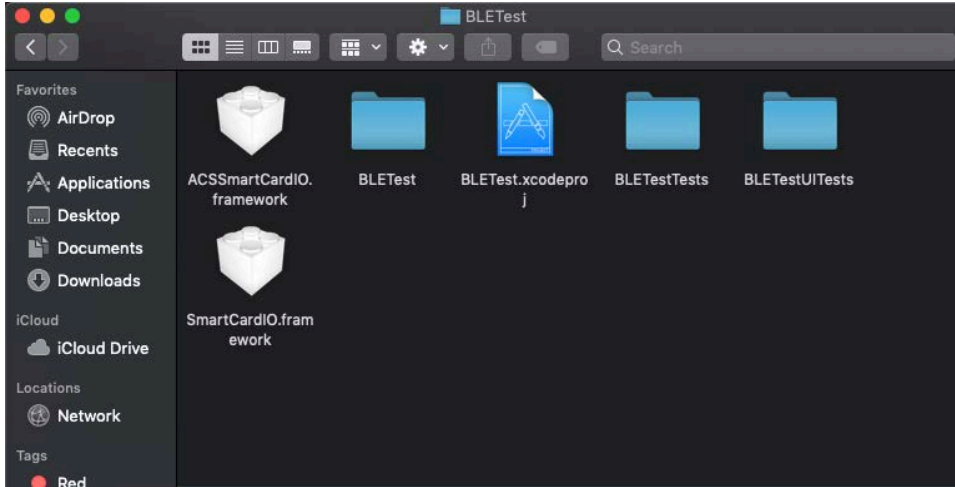 BLETest
Search
Favorites
AirDrop
Recents
Applications
Desktop
Documents
Downloads
iCloud
iCloud Drive
Locations
Network
Tags
Red
ACSSmartCardIO.
framework
BLETest
BLETest.xcodepro
j
BLETestTests
BLETestUITests
SmartCardIO.fram
ework